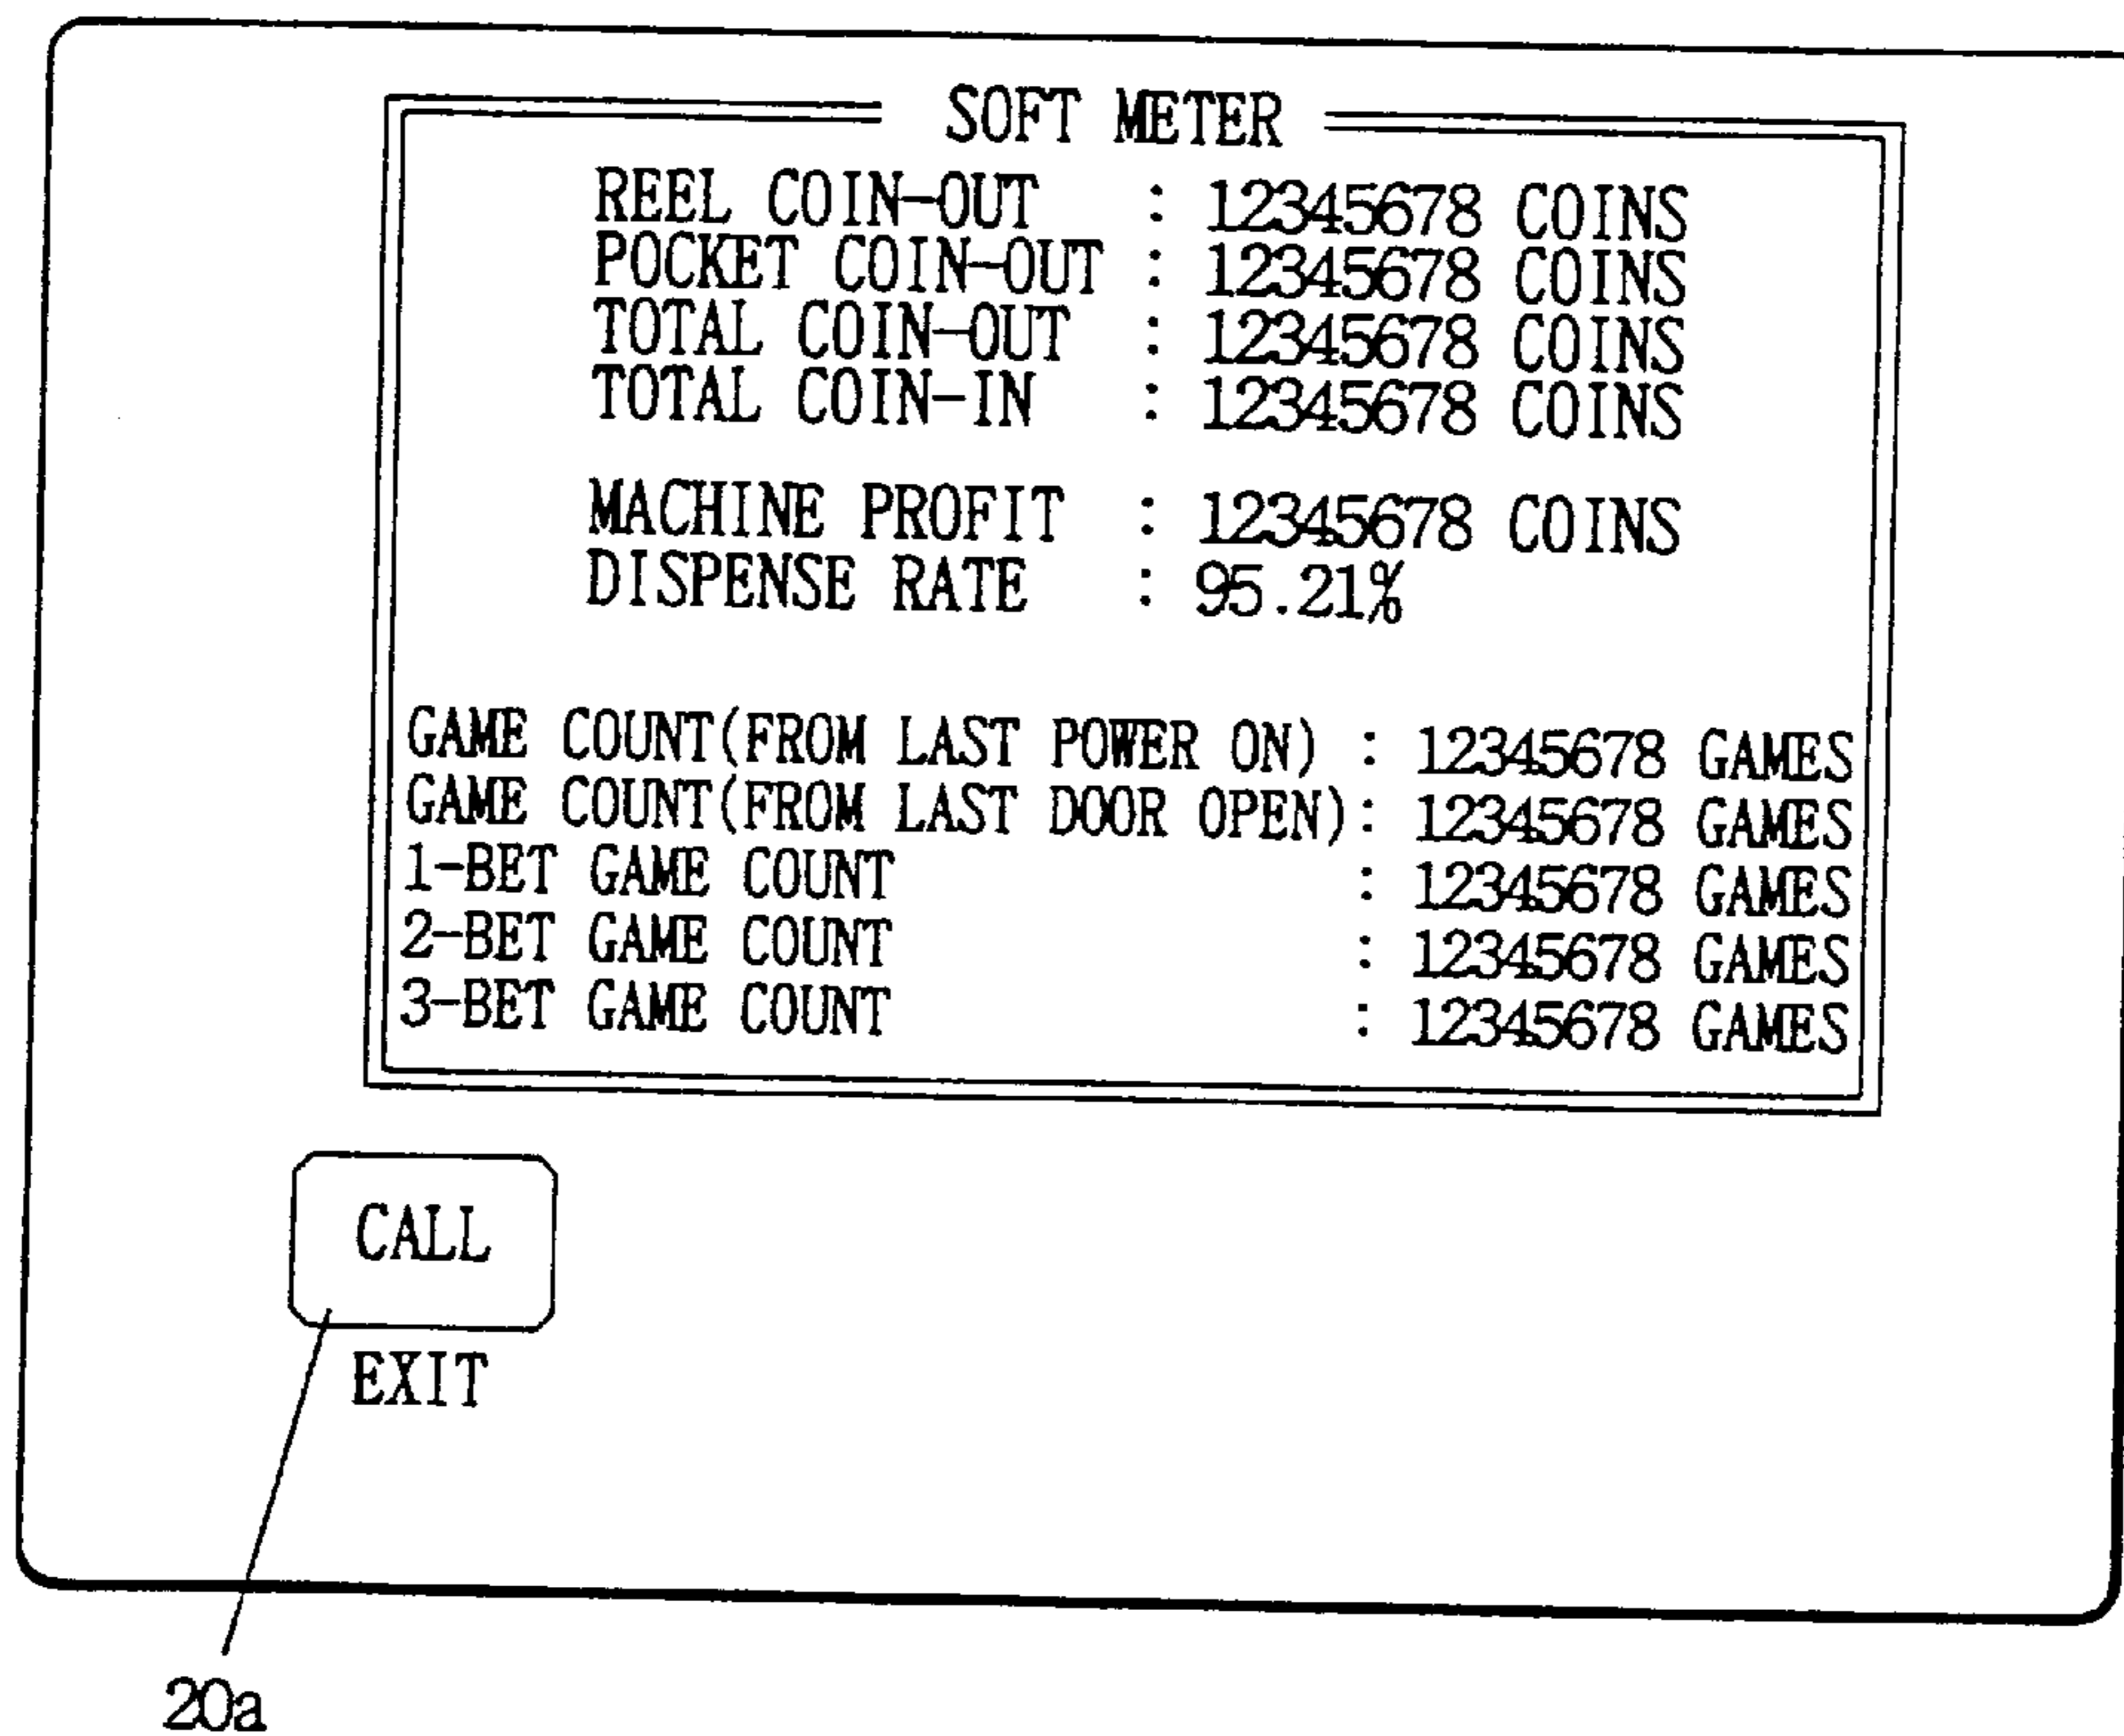 SOFT METER
REEL COIN-OUT : 12345678 COINS
POCKET COIN-OUT : 12345678 COINS
TOTAL COIN-OUT : 12345678 COINS
TOTAL COIN-IN : 12345678 COINS
MACHINE PROFIT : 12345678 COINS
DISPENSE RATE : 95.21%
GAME COUNT(FROM LAST POWER ON) : 12345678 GAMES
GAME COUNT(FROM LAST DOOR OPEN): 12345678 GAMES
1-BET GAME COUNT : 12345678 GAMES
2-BET GAME COUNT : 12345678 GAMES
3-BET GAME COUNT : 12345678 GAMES
CALL
EXIT
20a